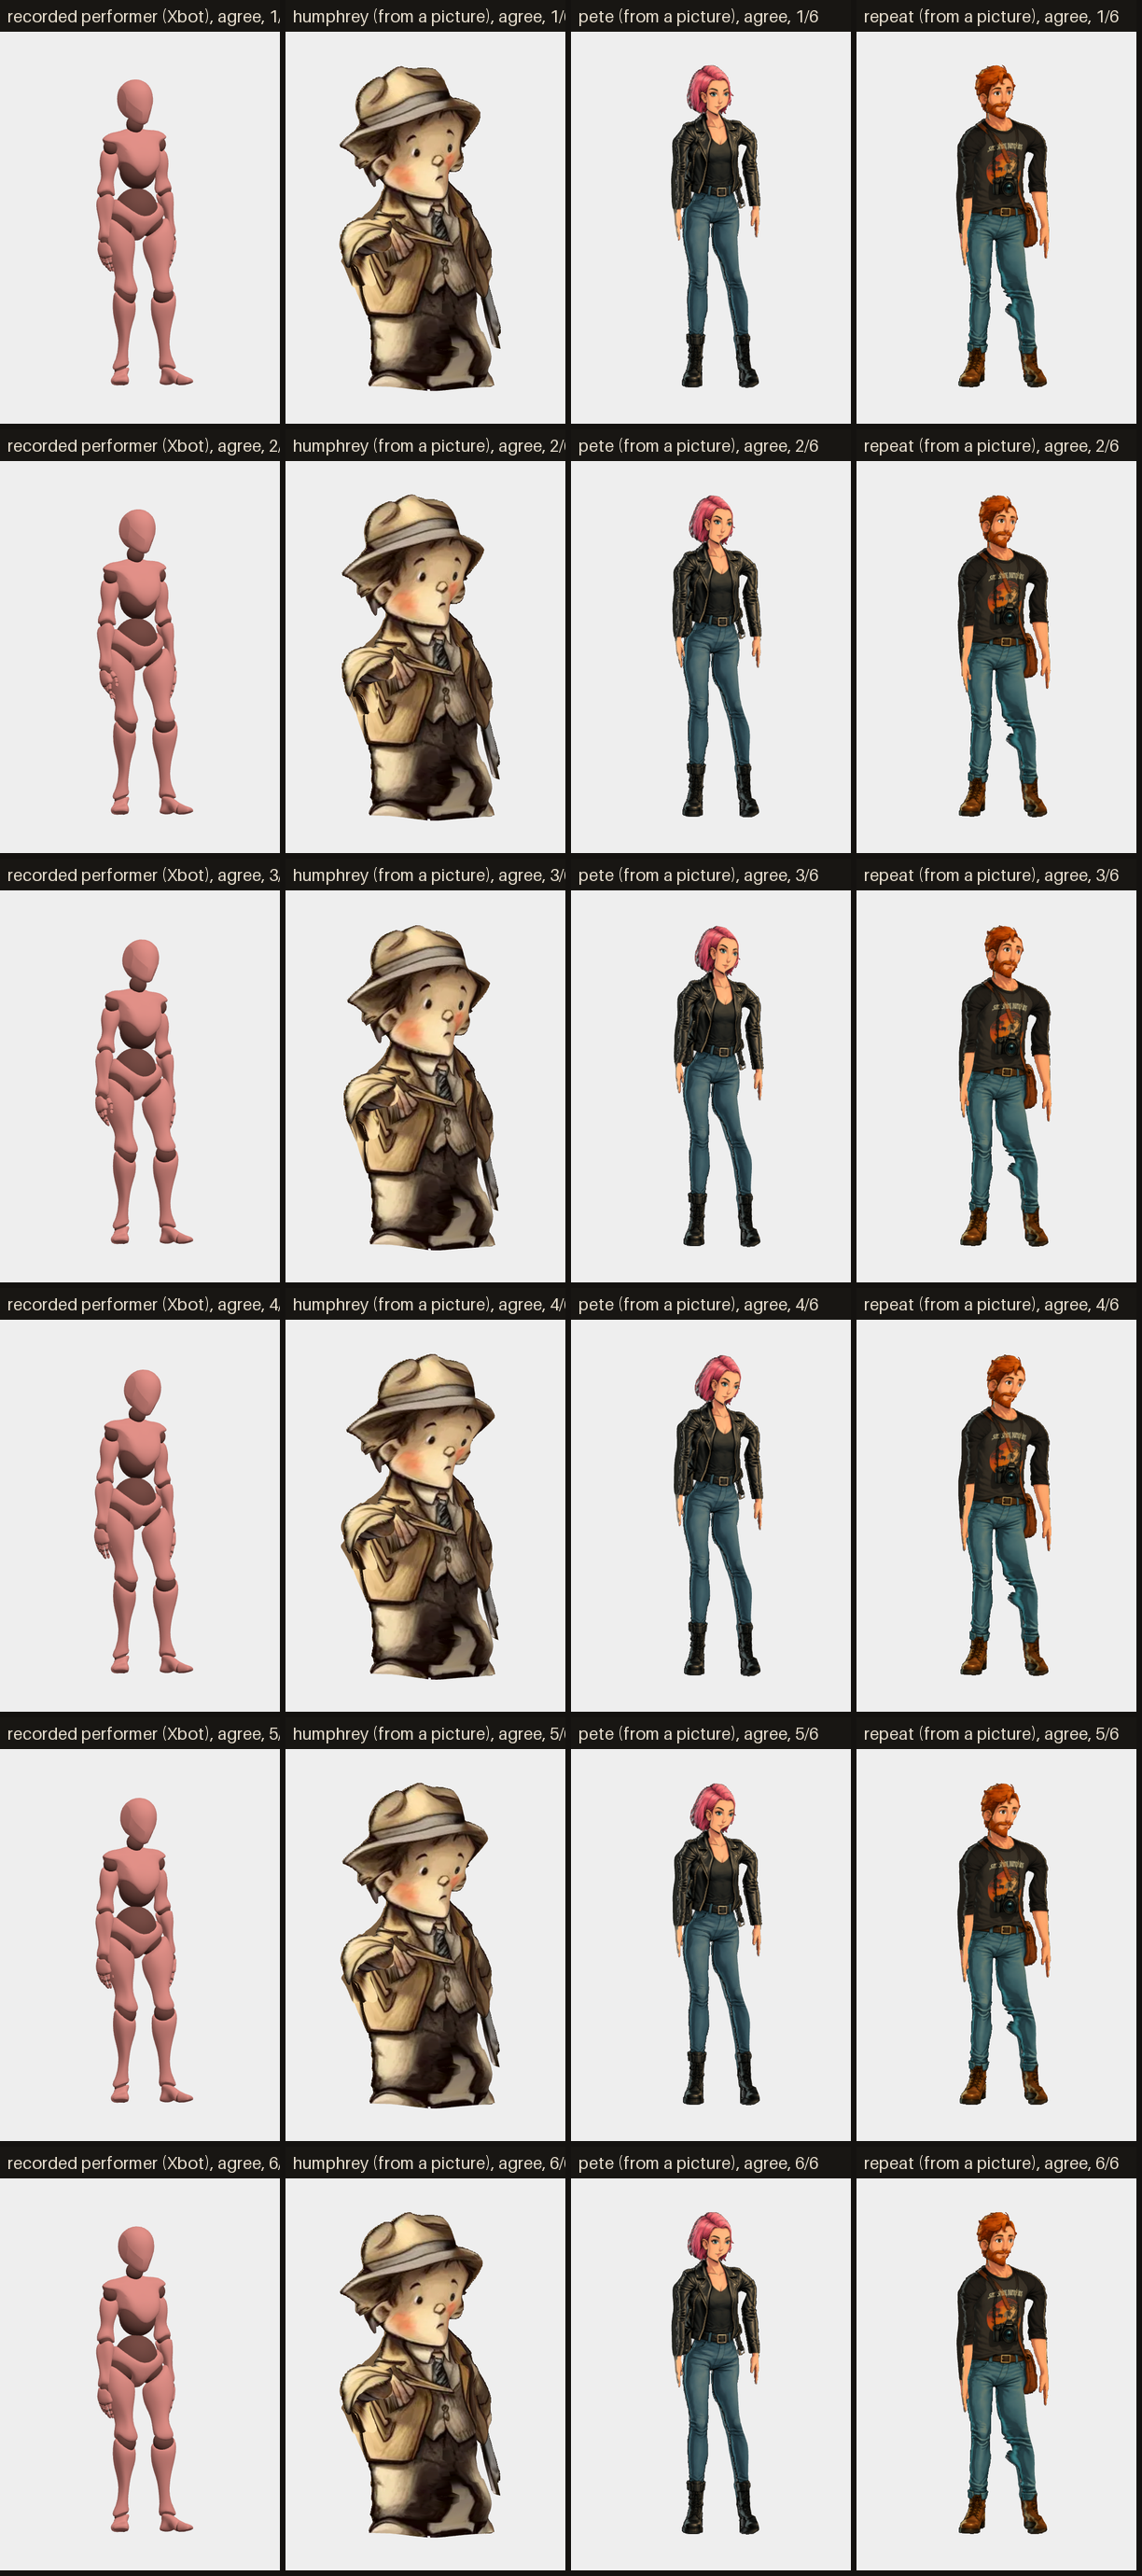 recorded performer (Xbot), agree, 1/
humphrey (from a picture), agree, 1/6
pete (from a picture), agree, 1/6
repeat (from a picture), agree, 1/6
recorded performer (Xbot), agree, 2/
humphrey (from a picture), agree, 2/6
pete (from a picture), agree, 2/6
repeat (from a picture), agree, 2/6
recorded performer (Xbot), agree, 3/
humphrey (from a picture), agree, 3/6
pete (from a picture), agree, 3/6
repeat (from a picture), agree, 3/6
recorded performer (Xbot), agree, 4/
humphrey (from a picture), agree, 4/6
pete (from a picture), agree, 4/6
repeat (from a picture), agree, 4/6
recorded performer (Xbot), agree, 5/
humphrey (from a picture), agree, 5/6
pete (from a picture), agree, 5/6
repeat (from a picture), agree, 5/6
recorded performer (Xbot), agree, 6/
humphrey (from a picture), agree, 6/6
pete (from a picture), agree, 6/6
repeat (from a picture), agree, 6/6